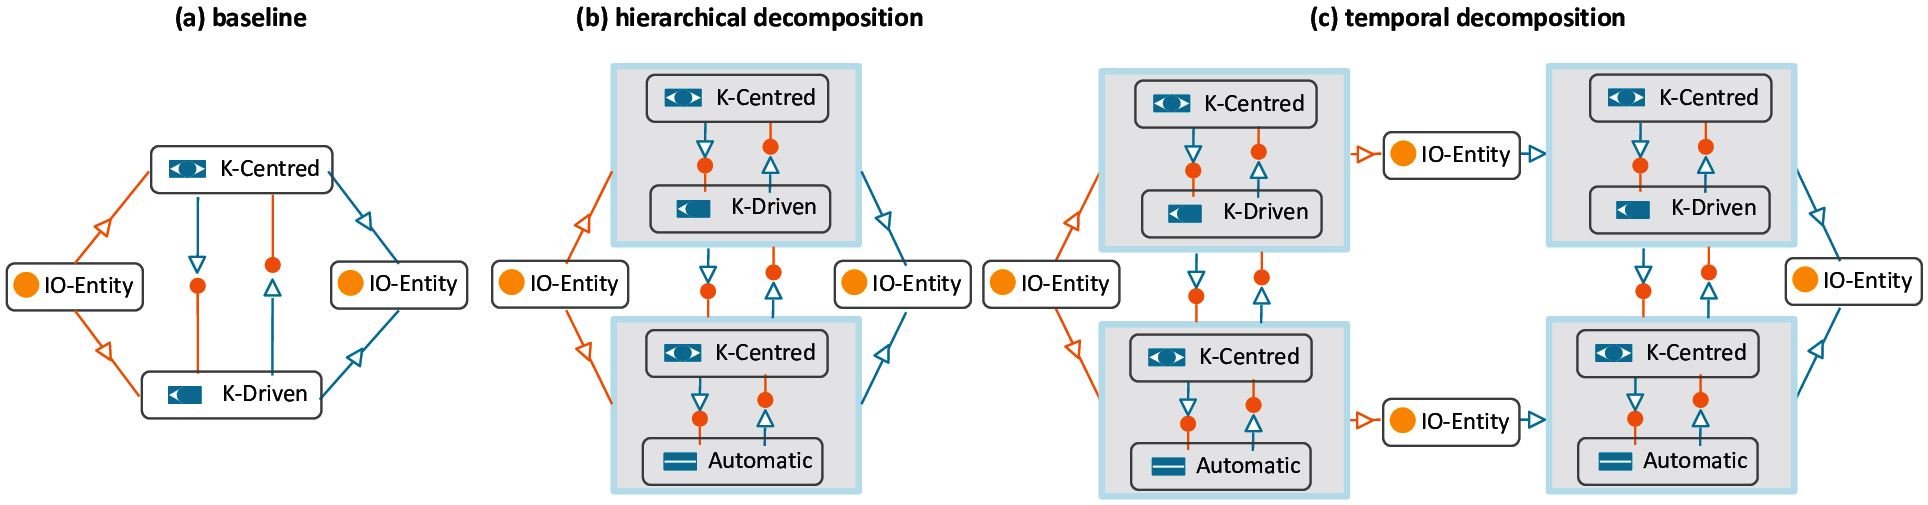 (a) baseline
K-Centred
IO-Entity
IO-Entity
K-Driven
(b) hierarchical decomposition
K-Centred
K-Driven
IO-Entity
IO-Entity
K-Centred
Automatic
(c) temporal decomposition
K-Centred
K-Driven
IO-Entity
K-Centred
K-Driven
IO-Entity
IO-Entity
K-Centred
Automatic
IO-Entity
K-Centred
Automatic